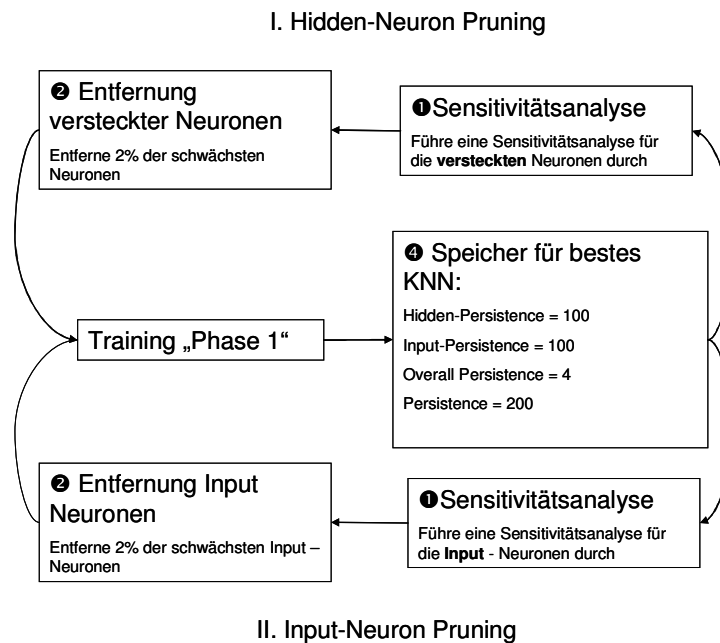 I. Hidden-Neuron Pruning
❷ Entfernung
versteckter Neuronen
Entferne 2% der schwächsten
Neuronen
❶Sensitivitätsanalyse
Führe eine Sensitivitätsanalyse für
die versteckten Neuronen durch
Training „Phase 1“
❹ Speicher für bestes
KNN:
Hidden-Persistence = 100
Input-Persistence = 100
Overall Persistence = 4
Persistence = 200
❷ Entfernung Input
Neuronen
Entferne 2% der schwächsten Input –
Neuronen
❶Sensitivitätsanalyse
Führe eine Sensitivitätsanalyse für
die Input - Neuronen durch
II. Input-Neuron Pruning